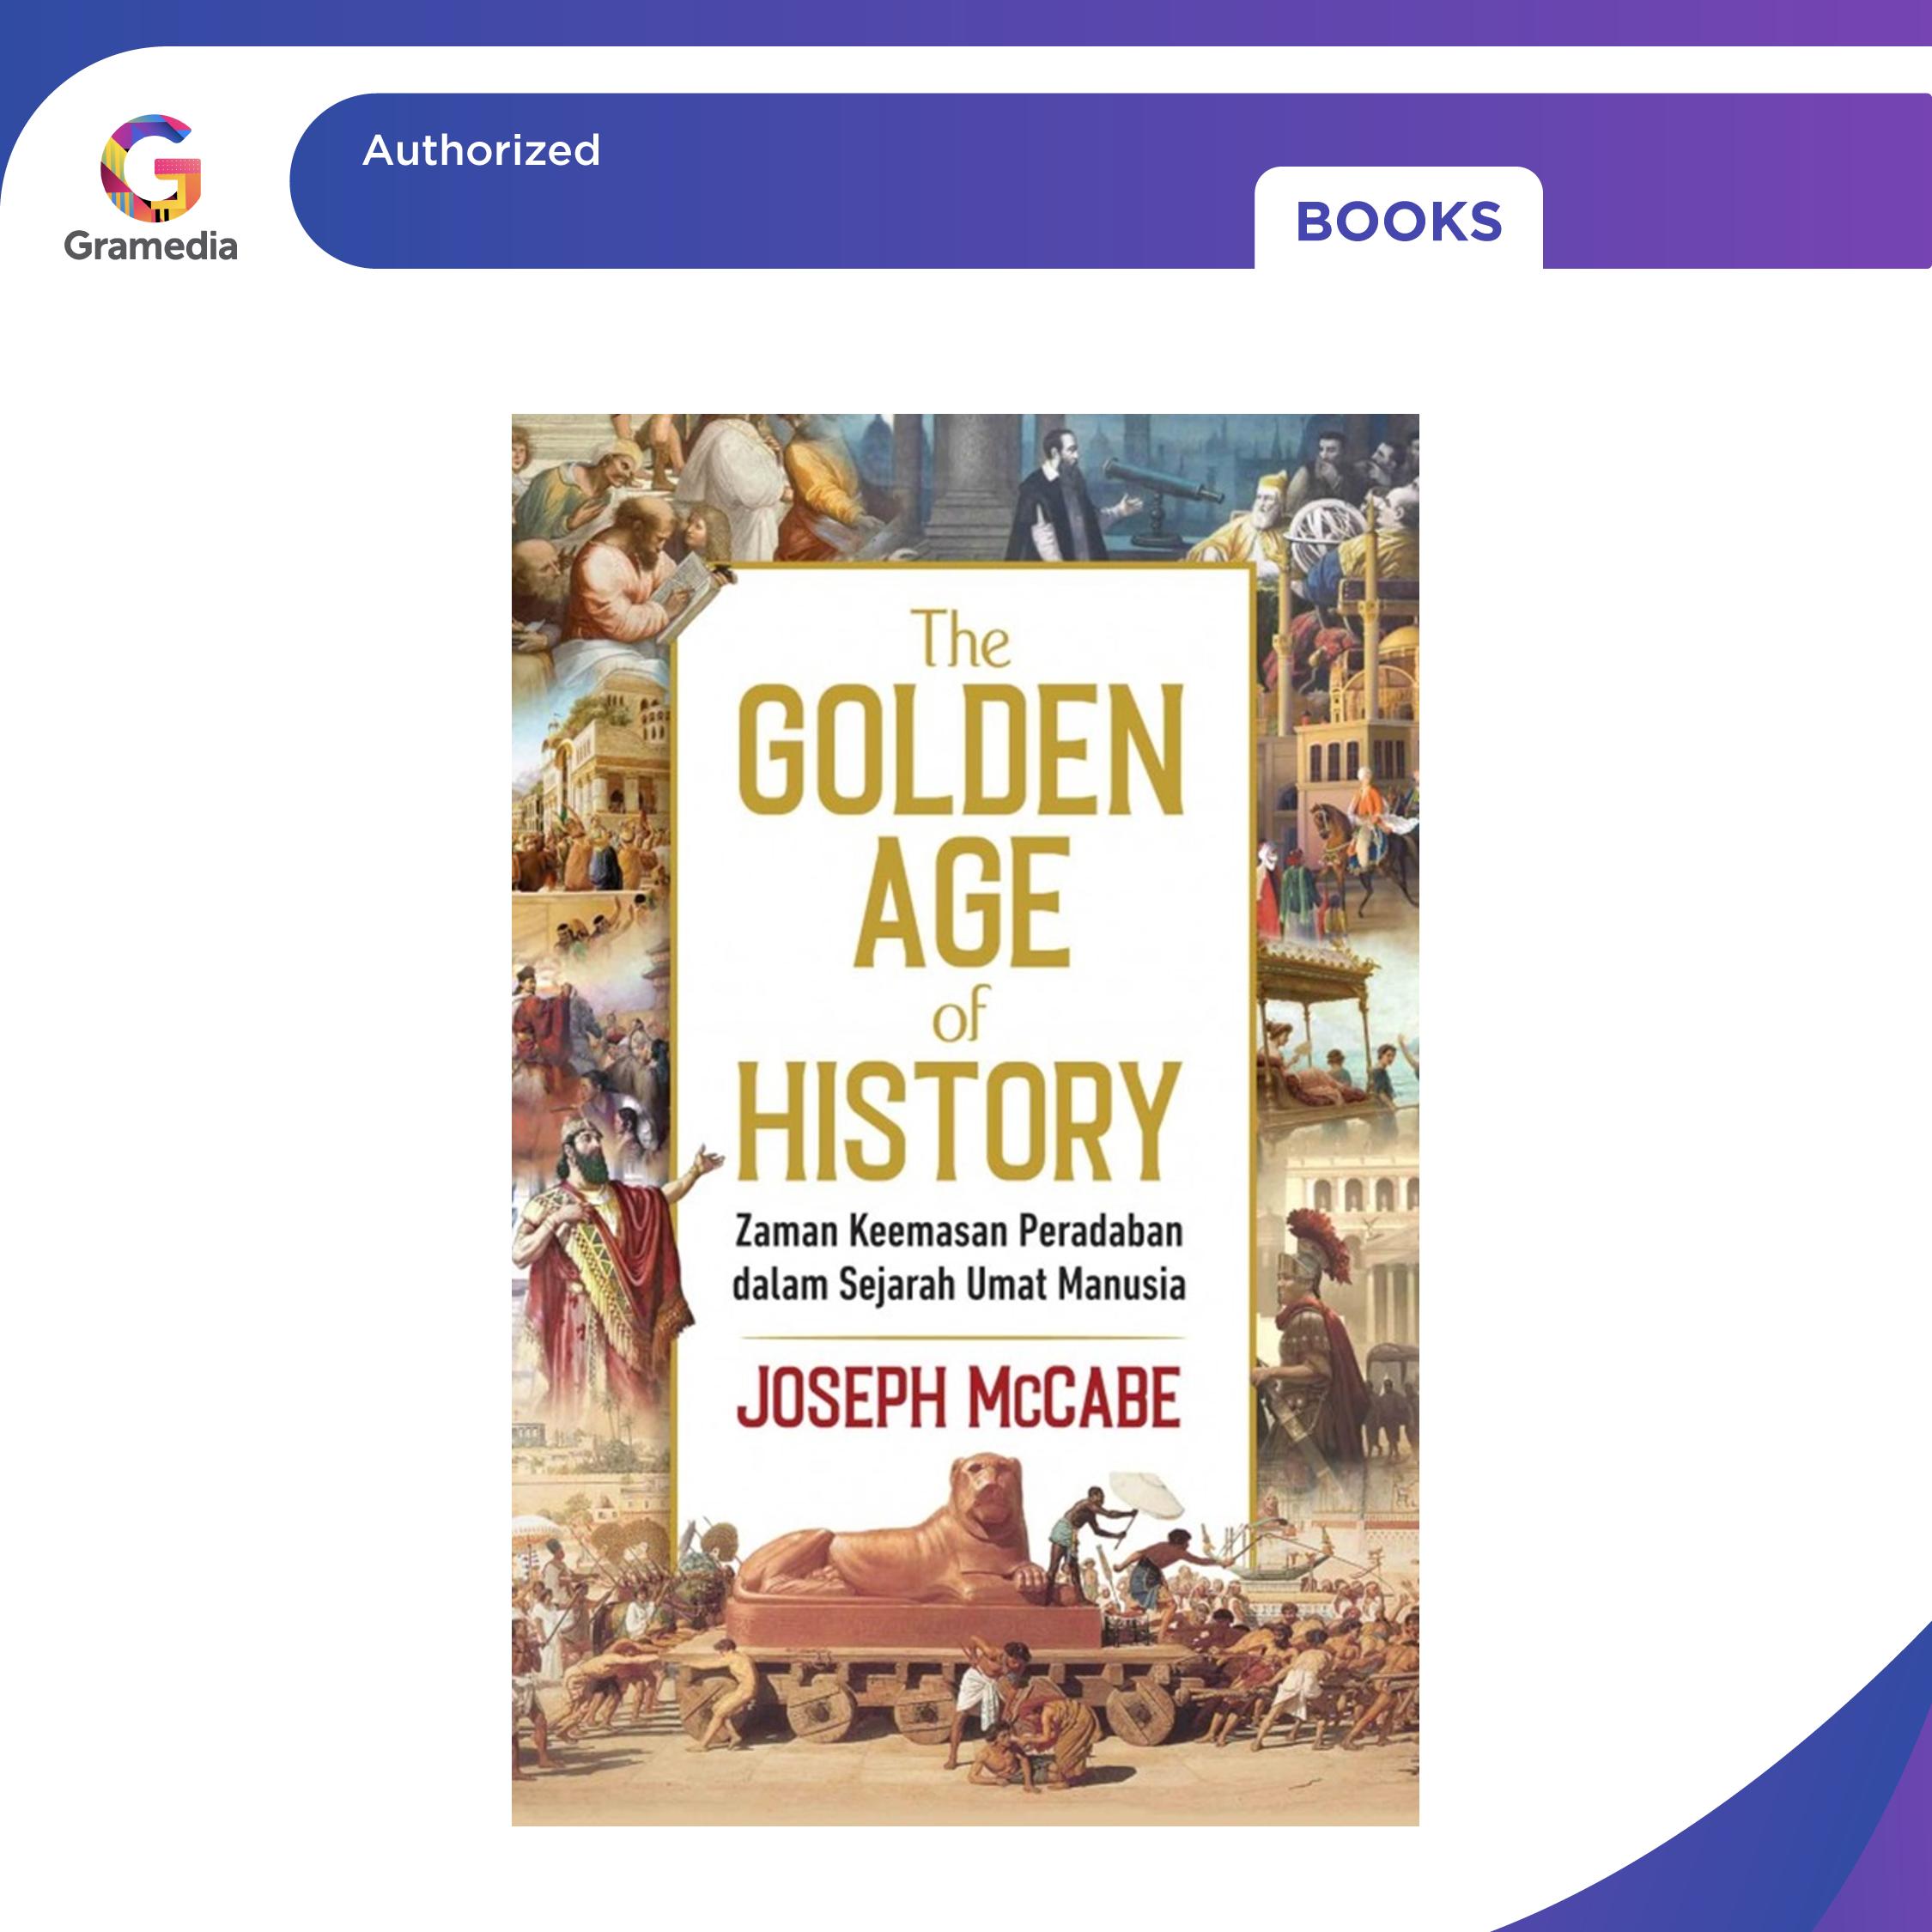 Gramedia
Authorized
BOOKS
The
GOLDEN
AGE
of
HISTORY
Zaman Keemasan Peradaban
dalam Sejarah Umat Manusia
JOSEPH McCABE